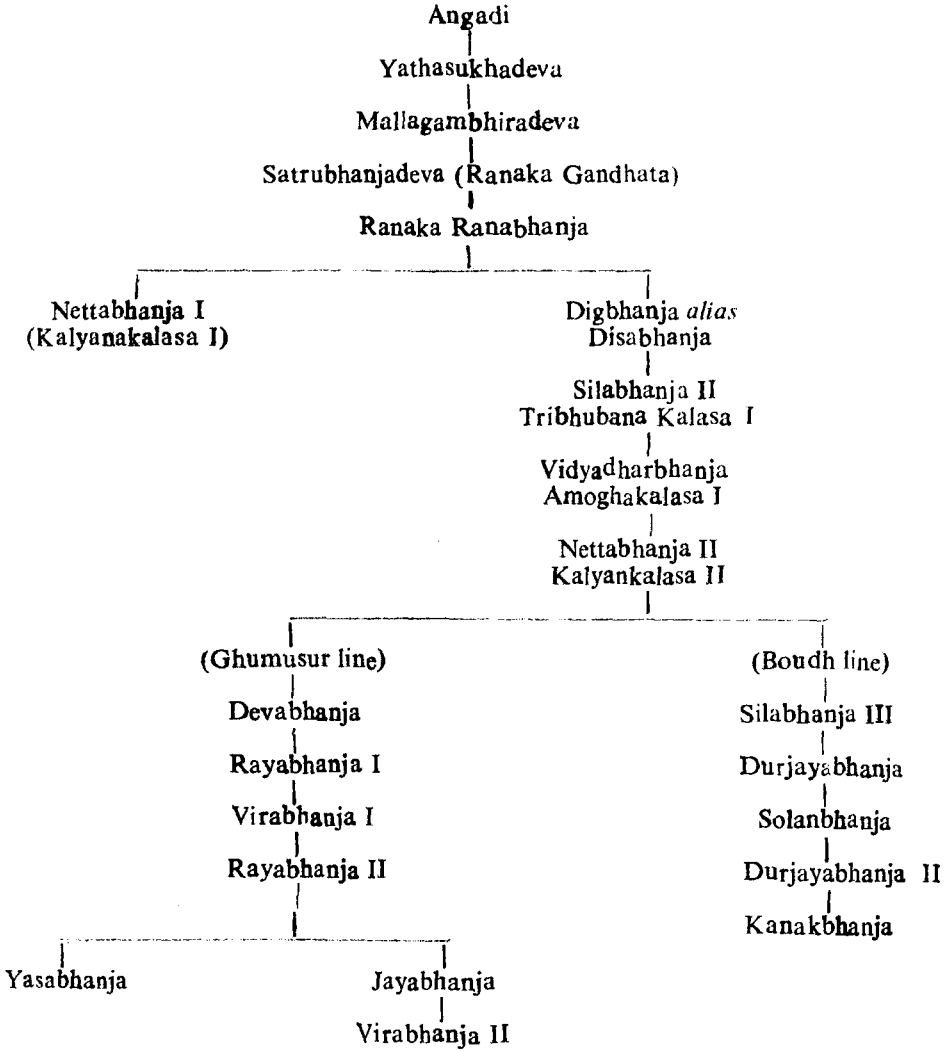 Angadi
Yathasukhadeva
Mallagambhiradeva
Satrubhanjadeva (Ranaka Gandhata)
Ranaka Ranabhanja
Nettabhanja I
(Kalyanakalasa I)
Digbhanja alias
Disabhanja
Silabhanja II
Tribhubana Kalasa I
Vidyadharbhanja
Amoghakalasa I
Nettabhanja II
Kalyankalasa II
(Ghumusur line)
Devabhanja
Rayabhanja I
Virabhanja I
Rayabhanja II
Yasabhanja
Jayabhanja
Virabhanja II
(Boudh line)
Silabhanja III
Durjayabhanja
Solanbhanja
Durjayabhanja II
Kanakbhanja